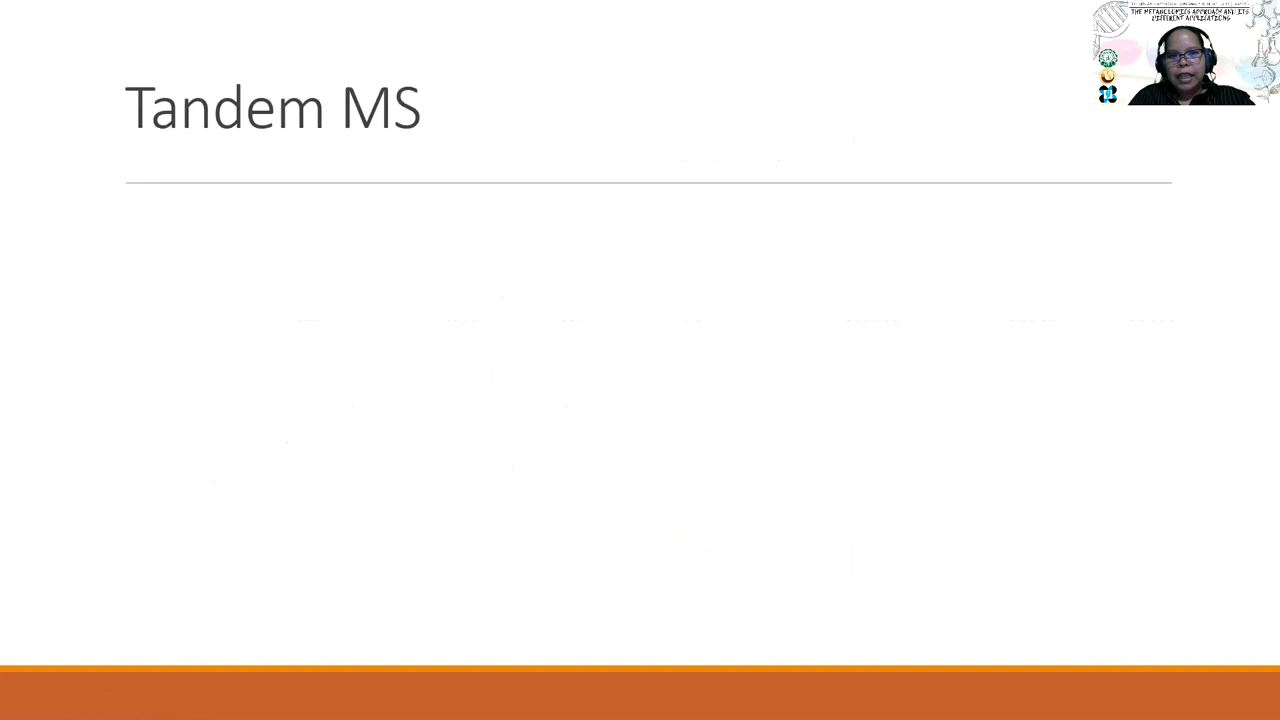 Tandem MS
THE METABOLOMICS APPROACH AND ITS
DIFFERENT APPLICATIONS